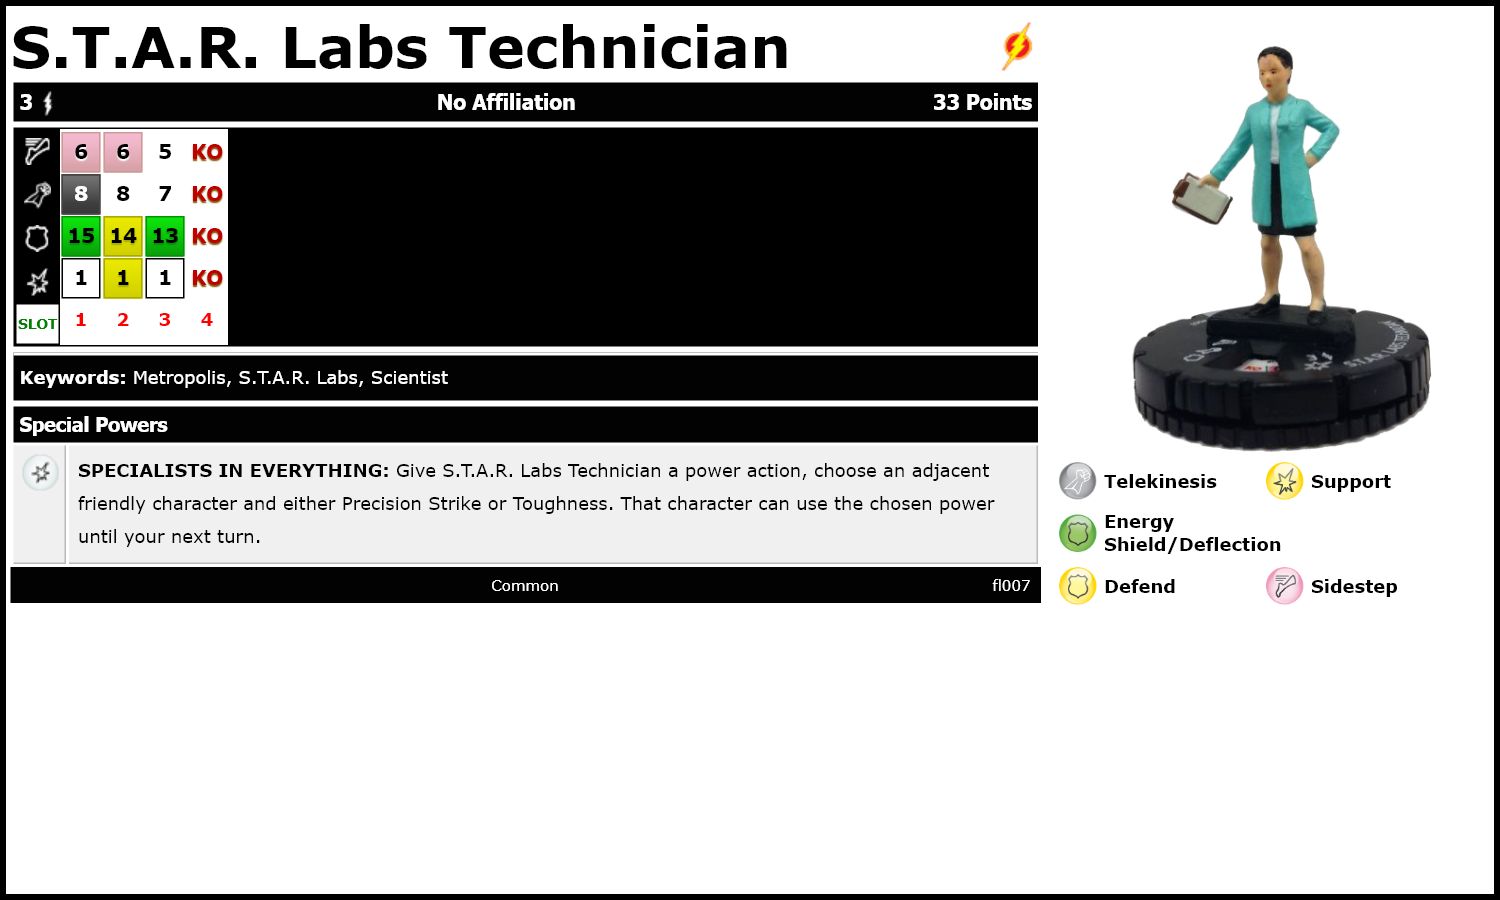 S.T.A.R. Labs Technician
3 No Affiliation 33 Points
6 6 5 KO
8 8 7 KO
15 14 13 KO
1 1 1 KO
SLOT 1 2 3 4
Keywords: Metropolis, S.T.A.R. Labs, Scientist
Special Powers
SPECIALISTS IN EVERYTHING: Give S.T.A.R. Labs Technician a power action, choose an adjacent
friendly character and either Precision Strike or Toughness. That character can use the chosen power
until your next turn.
Common fl007
S.T.A.R. LABS TECHNICIAN
Telekinesis Support
Energy
Shield/Deflection
Defend Sidestep